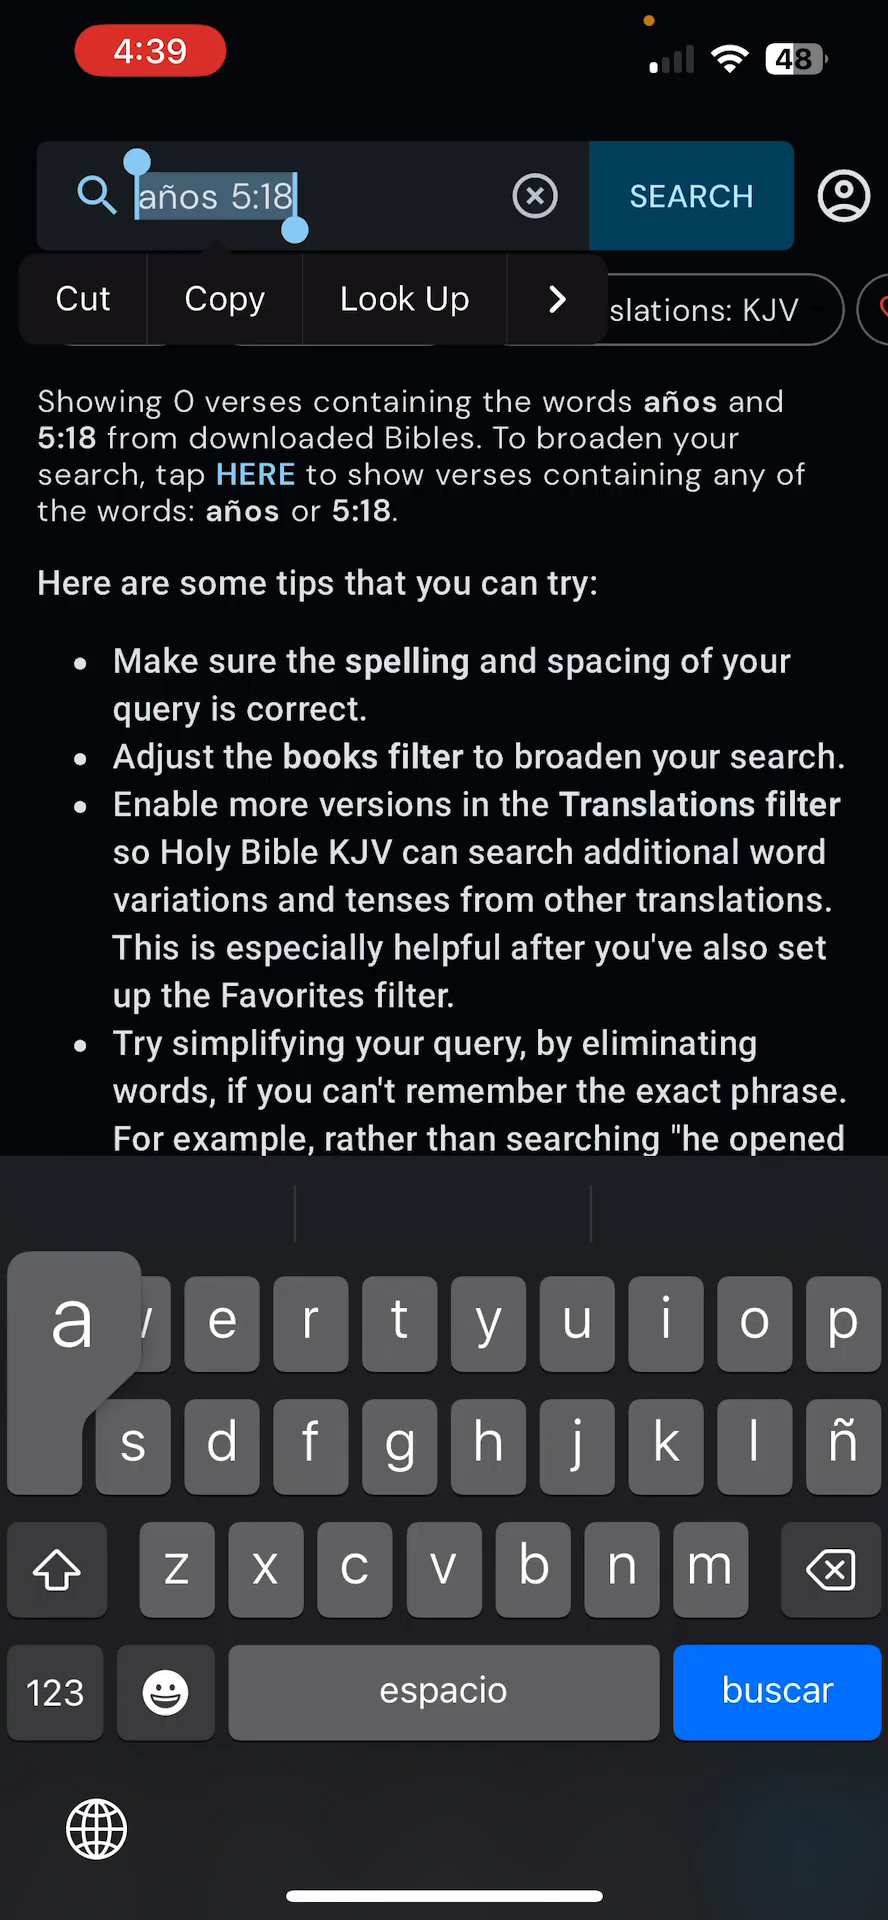 4:39
48
años 5:18
SEARCH
Cut
Copy
Look Up
slations: KJV
Showing 0 verses containing the words años and
5:18 from downloaded Bibles. To broaden your
search, tap HERE to show verses containing any of
the words: años or 5:18.
Here are some tips that you can try:
• Make sure the spelling and spacing of your
query is correct.
• Adjust the books filter to broaden your search.
• Enable more versions in the Translations filter
so Holy Bible KJV can search additional word
variations and tenses from other translations.
This is especially helpful after you've also set
up the Favorites filter.
• Try simplifying your query, by eliminating
words, if you can't remember the exact phrase.
For example, rather than searching "he opened
e r t y u i o p
a s d f g h j k l ñ
z x c v b n m
123
espacio
buscar